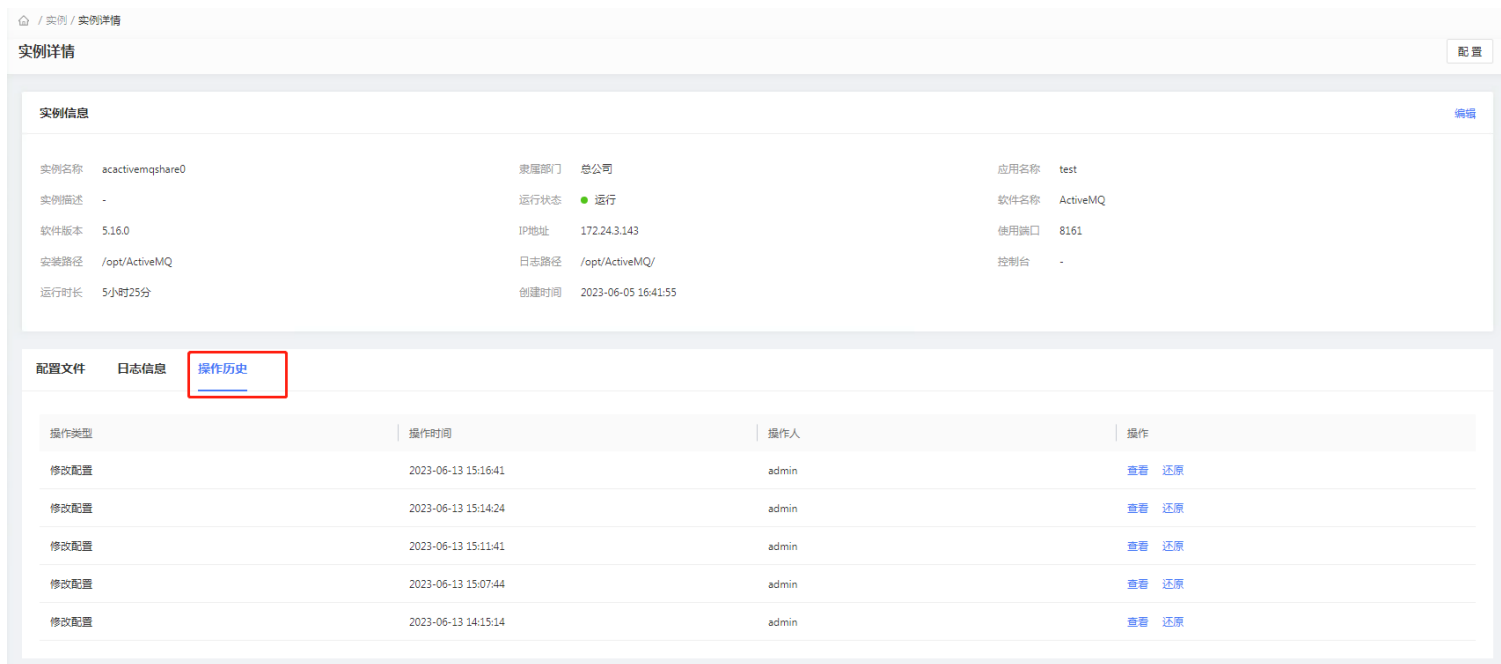 / 实例 / 实例详情
实例详情
配 置
实例信息
编辑
实例名称 acactivemqshare0 隶属部门 总公司 应用名称 test
实例描述 - 运行状态 运行 软件名称 ActiveMQ
软件版本 5.16.0 IP地址 172.24.3.143 使用端口 8161
安装路径 /opt/ActiveMQ 日志路径 /opt/ActiveMQ/ 控制台 -
运行时长 5小时25分 创建时间 2023-06-05 16:41:55
配置文件 日志信息 操作历史
操作类型 操作时间 操作人 操作
修改配置 2023-06-13 15:16:41 admin 查看 还原
修改配置 2023-06-13 15:14:24 admin 查看 还原
修改配置 2023-06-13 15:11:41 admin 查看 还原
修改配置 2023-06-13 15:07:44 admin 查看 还原
修改配置 2023-06-13 14:15:14 admin 查看 还原